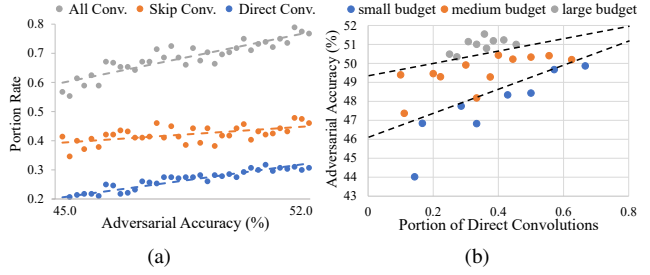 All Conv. Skip Conv. Direct Conv.
Portion Rate
0.8
0.7
0.6
0.5
0.4
0.3
0.2
45.0 52.0
Adversarial Accuracy (%)
(a)
small budget medium budget large budget
Adversarial Accuracy (%)
52
51
50
49
48
47
46
45
44
43
0 0.2 0.4 0.6 0.8
Portion of Direct Convolutions
(b)